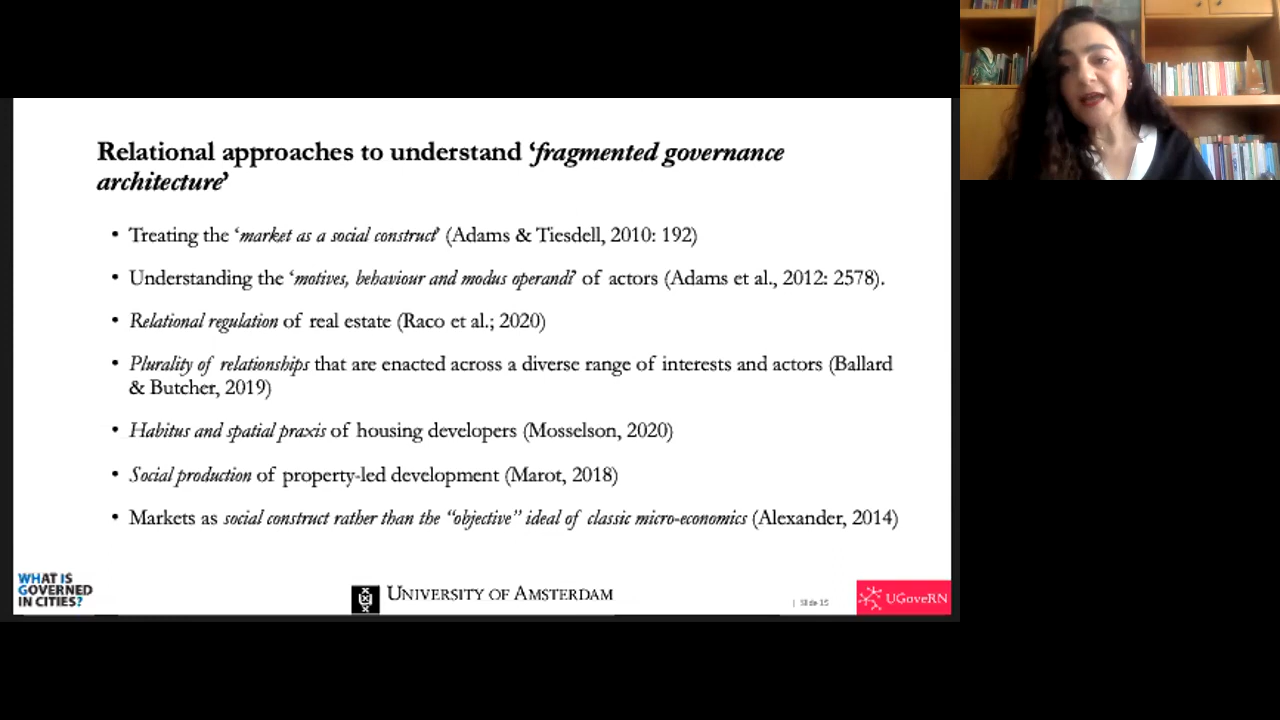 Relational approaches to understand ‘fragmented governance
architecture’
• Treating the ‘market as a social construct’ (Adams & Tiesdell, 2010: 192)
• Understanding the ‘motives, behaviour and modus operandi’ of actors (Adams et al., 2012: 2578).
• Relational regulation of real estate (Raco et al.; 2020)
• Plurality of relationships that are enacted across a diverse range of interests and actors (Ballard
& Butcher, 2019)
• Habitus and spatial praxis of housing developers (Mosselson, 2020)
• Social production of property-led development (Marot, 2018)
• Markets as social construct rather than the “objective” ideal of classic micro-economics (Alexander, 2014)
WHAT IS
GOVERNED
IN CITIES?
UNIVERSITY OF AMSTERDAM
| Slide 15
UGoveRN